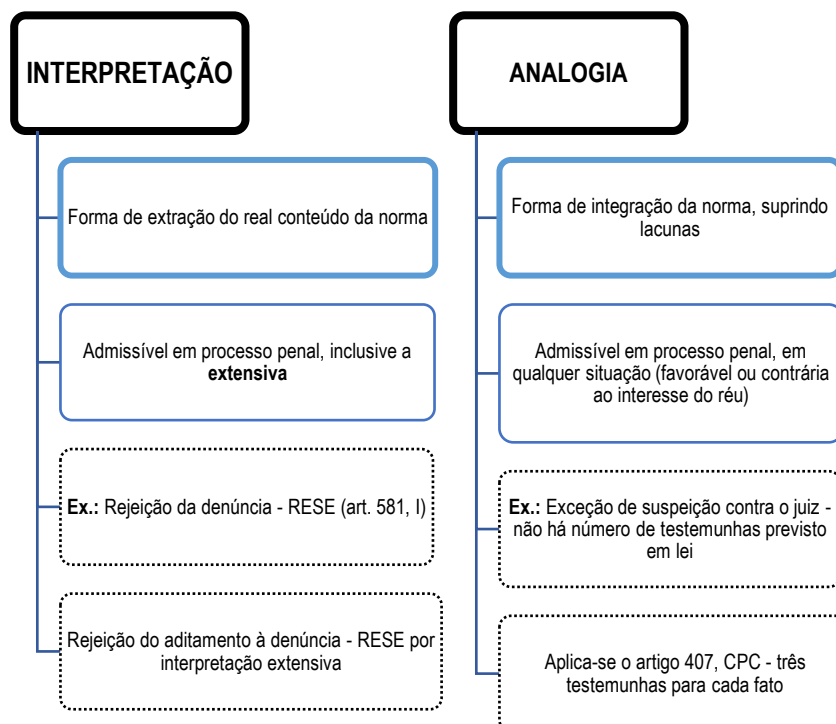 INTERPRETAÇÃO
Forma de extração do real conteúdo da norma
Admissível em processo penal, inclusive a
extensiva
Ex.: Rejeição da denúncia - RESE (art. 581, I)
Rejeição do aditamento à denúncia - RESE por
interpretação extensiva
ANALOGIA
Forma de integração da norma, suprindo
lacunas
Admissível em processo penal, em
qualquer situação (favorável ou contrária
ao interesse do réu)
Ex.: Exceção de suspeição contra o juiz -
não há número de testemunhas previsto
em lei
Aplica-se o artigo 407, CPC - três
testemunhas para cada fato